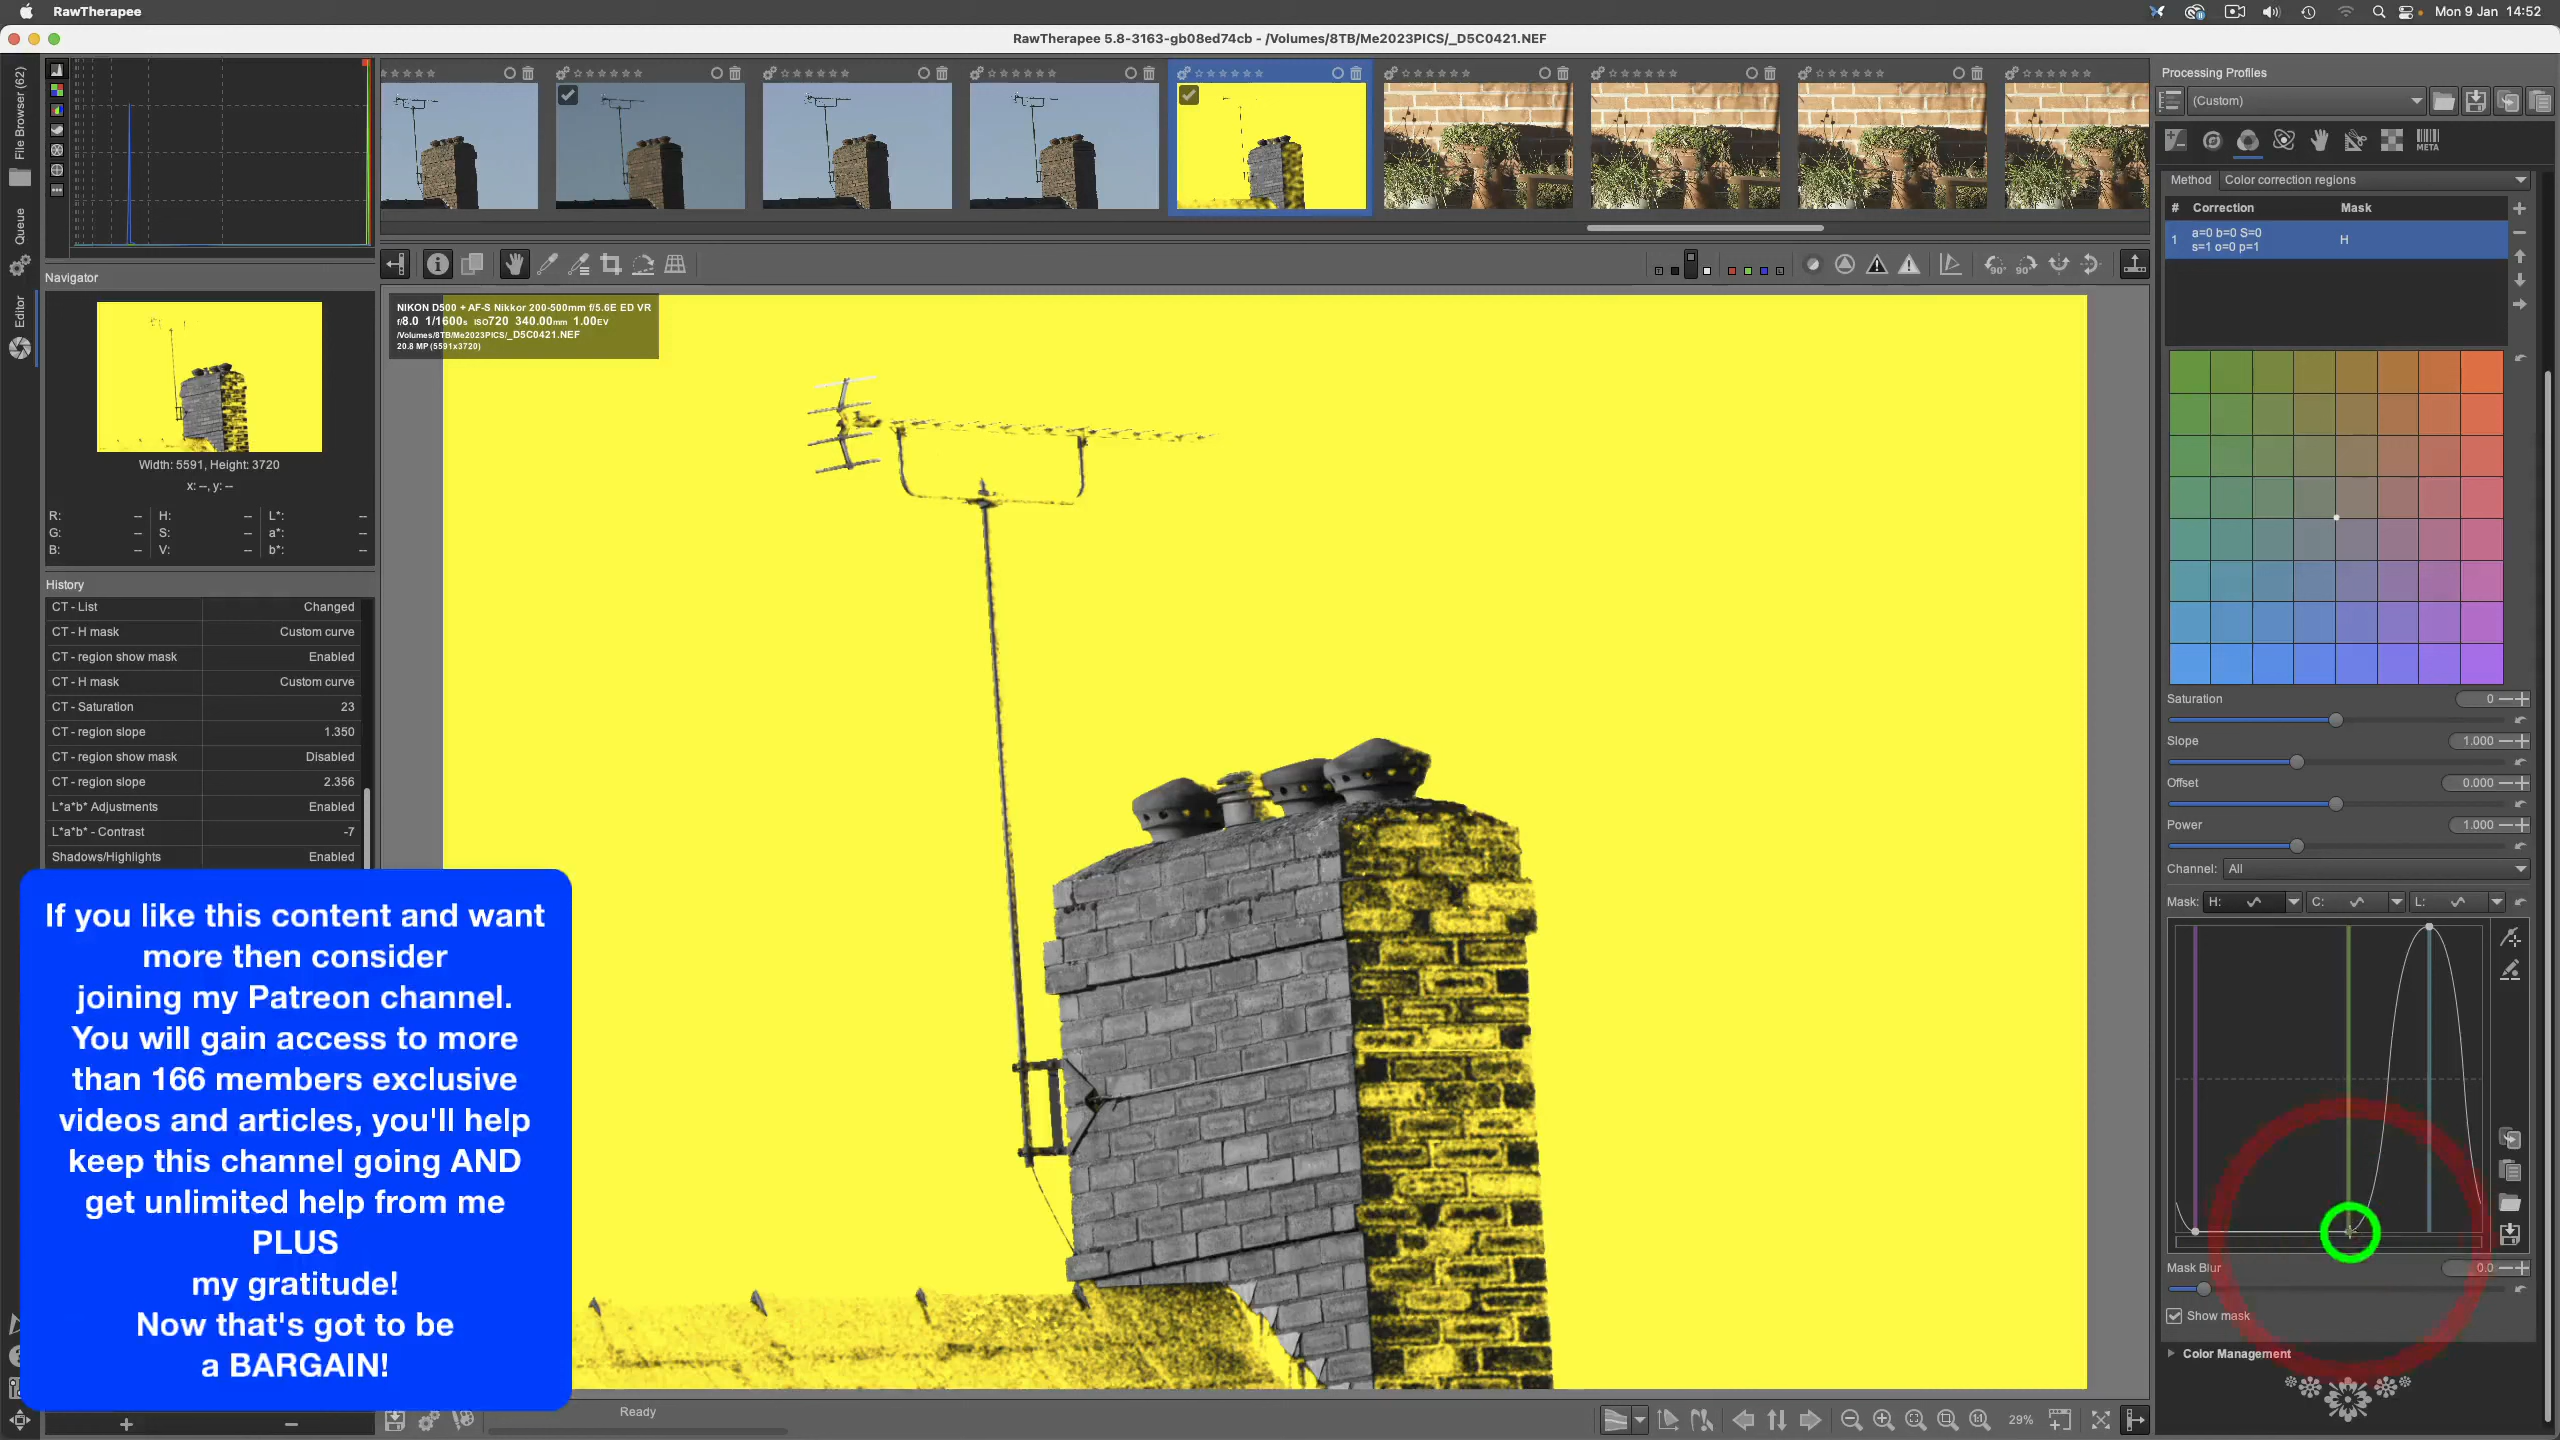 RawTherapee
Mon 9 Jan 14:52
RawTherapee 5.8-3163-gb08ed74cb - /Volumes/8TB/Me2023PICS/_D5C0421.NEF
File Browser (62)
Queue
Editor
Navigator
Width: 5591, Height: 3720
x: --, y: --
R: -- H: -- L*: --
G: -- S: -- a*: --
B: -- V: -- b*: --
History
CT - List Changed
CT - H mask Custom curve
CT - region show mask Enabled
CT - H mask Custom curve
CT - Saturation 23
CT - region slope 1.350
CT - region show mask Disabled
CT - region slope 2.356
L*a*b* Adjustments Enabled
L*a*b* - Contrast -7
Shadows/Highlights Enabled
If you like this content and want
more then consider
joining my Patreon channel.
You will gain access to more
than 166 members exclusive
videos and articles, you'll help
keep this channel going AND
get unlimited help from me
PLUS
my gratitude!
Now that's got to be
a BARGAIN!
NIKON D500 + AF-S Nikkor 200-500mm f/5.6E ED VR
f/8.0 1/1600s ISO720 340.00mm 1.00EV
/Volumes/8TB/Me2023PICS/_D5C0421.NEF
20.8 MP (5591x3720)
90° 90°
Ready
1:1
29%
Processing Profiles
(Custom)
META
Method Color correction regions
# Correction Mask
1 a=0 b=0 S=0
s=1 o=0 p=1
H
Saturation 0
Slope 1.000
Offset 0.000
Power 1.000
Channel: All
Mask: H: C: L:
Mask Blur 0.0
Show mask
Color Management